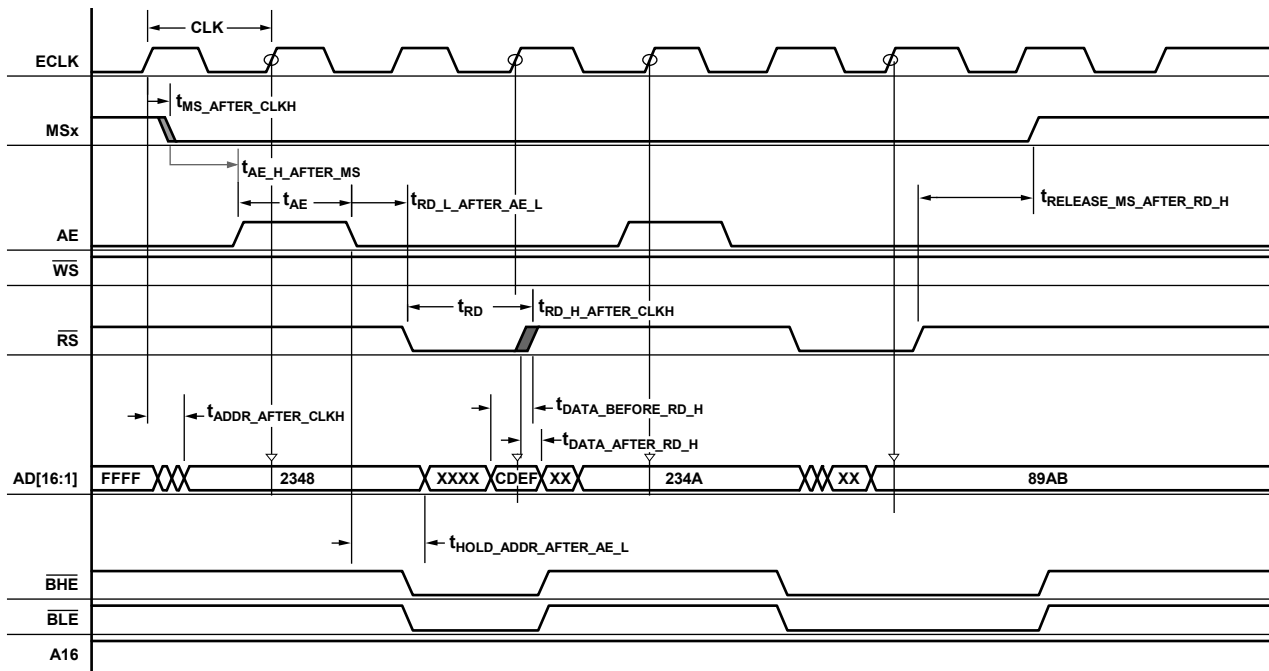 CLK
ECLK
tMS_AFTER_CLKH
MSx
tAE_H_AFTER_MS
tAE
tRD_L_AFTER_AE_L
tRELEASE_MS_AFTER_RD_H
AE
WS
tRD
tRD_H_AFTER_CLKH
RS
tADDR_AFTER_CLKH
tDATA_BEFORE_RD_H
tDATA_AFTER_RD_H
AD[16:1] FFFF 2348 XXXX CDEF XX 234A XX 89AB
tHOLD_ADDR_AFTER_AE_L
BHE
BLE
A16